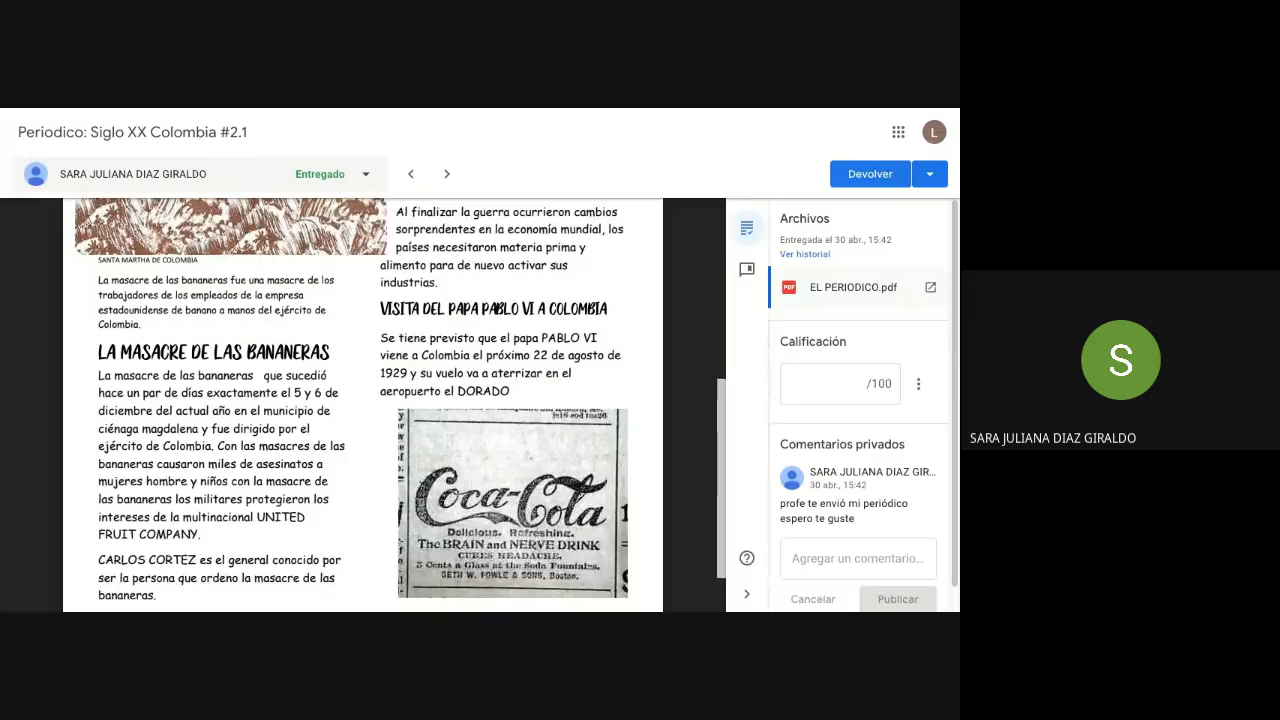 Periodico: Siglo XX Colombia #2.1
L
SARA JULIANA DIAZ GIRALDO
Entregado
Devolver
SANTA MARTHA DE COLOMBIA
La masacre de las bananeras fue una masacre de los
trabajadores de los empleados de la empresa
estadounidense de banano a manos del ejército de
Colombia.
LA MASACRE DE LAS BANANERAS
La masacre de las bananeras que sucedió
hace un par de días exactamente el 5 y 6 de
diciembre del actual año en el municipio de
ciénaga magdalena y fue dirigido por el
ejército de Colombia. Con las masacres de las
bananeras causaron miles de asesinatos a
mujeres hombre y niños con la masacre de
las bananeras los militares protegieron los
intereses de la multinacional UNITED
FRUIT COMPANY.
CARLOS CORTEZ es el general conocido por
ser la persona que ordeno la masacre de las
bananeras.
Al finalizar la guerra ocurrieron cambios
sorprendentes en la economía mundial, los
países necesitaron materia prima y
alimento para de nuevo activar sus
industrias.
VISITA DEL PAPA PABLO VI A COLOMBIA
Se tiene previsto que el papa PABLO VI
viene a Colombia el próximo 22 de agosto de
1929 y su vuelo va a aterrizar en el
aeropuerto el DORADO
Coca-Cola
Delicious. Refreshing.
The BRAIN and NERVE DRINK
CURES HEADACHE.
5 Cents a Glass at the Soda Fountains.
SETH W. FOWLE & SONS, Boston.
Archivos
Entregada el 30 abr., 15:42
Ver historial
PDF
EL PERIODICO.pdf
Calificación
/100
Comentarios privados
SARA JULIANA DIAZ GIR...
30 abr., 15:42
profe te envió mi periódico
espero te guste
Agregar un comentario...
Cancelar
Publicar
S
SARA JULIANA DIAZ GIRALDO